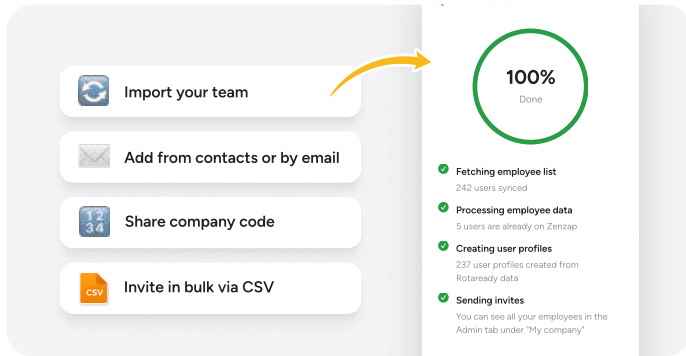 Import your team
Add from contacts or by email
12
34
Share company code
CSV
Invite in bulk via CSV
100%
Done
Fetching employee list
242 users synced
Processing employee data
5 users are already on Zenzap
Creating user profiles
237 user profiles created from
Rotaready data
Sending invites
You can see all your employees in the
Admin tab under "My company"